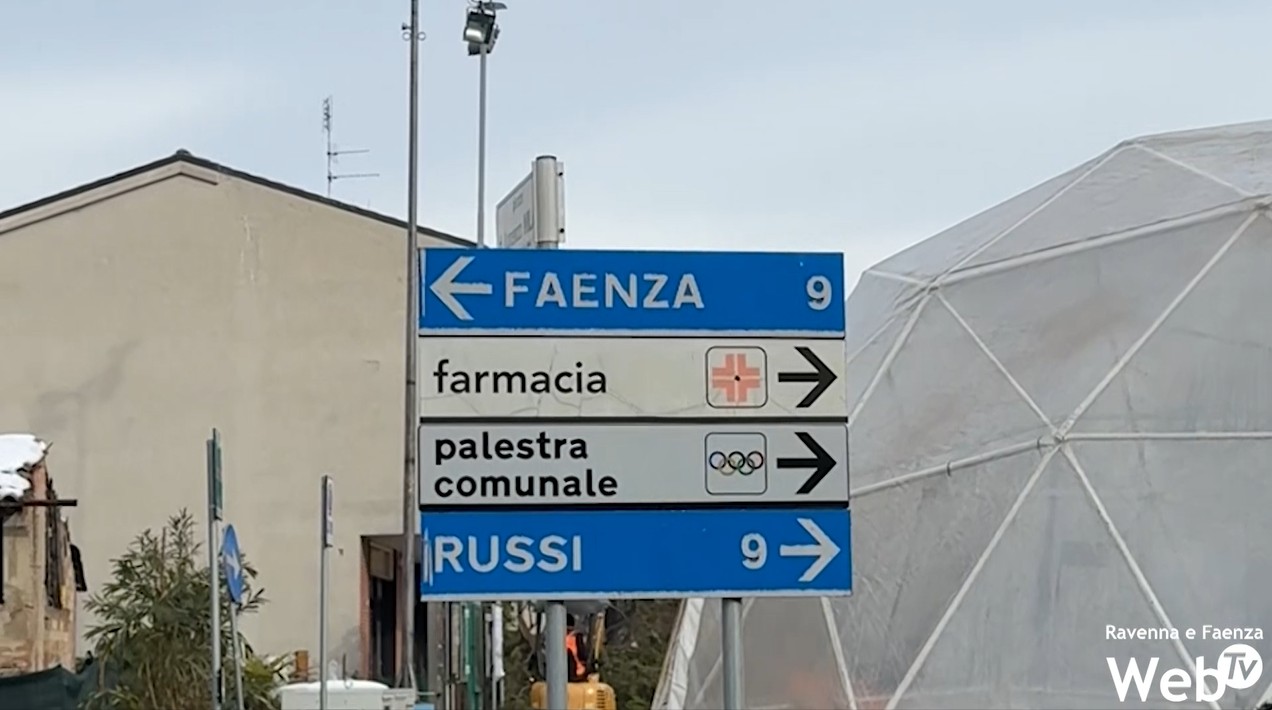 FAENZA 9
farmacia
palestra
comunale
RUSSI 9
Ravenna e Faenza
WebTv